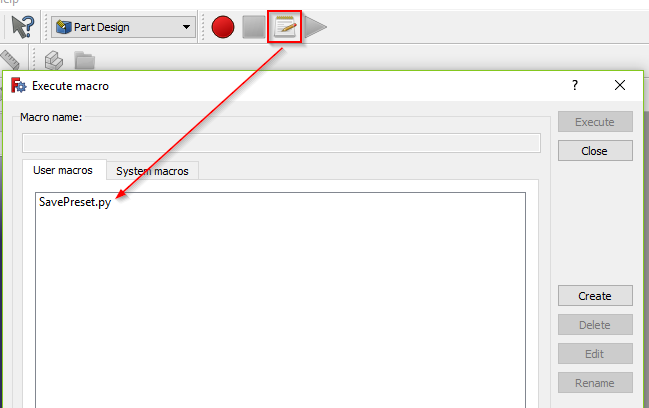 Part Design
Execute macro
Macro name:
Execute
Close
User macros
System macros
SavePreset.py
Create
Delete
Edit
Rename